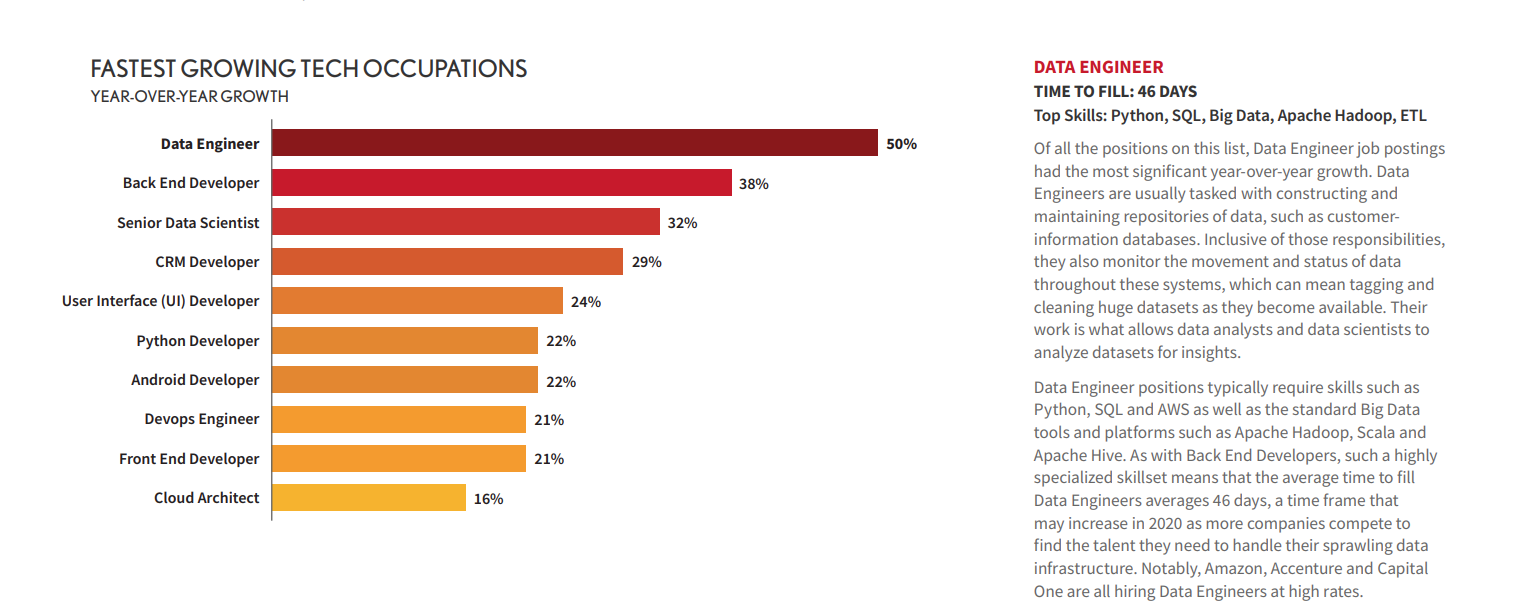 FASTEST GROWING TECH OCCUPATIONS
YEAR-OVER-YEAR GROWTH
Data Engineer 50%
Back End Developer 38%
Senior Data Scientist 32%
CRM Developer 29%
User Interface (UI) Developer 24%
Python Developer 22%
Android Developer 22%
Devops Engineer 21%
Front End Developer 21%
Cloud Architect 16%
DATA ENGINEER
TIME TO FILL: 46 DAYS
Top Skills: Python, SQL, Big Data, Apache Hadoop, ETL
Of all the positions on this list, Data Engineer job postings
had the most significant year-over-year growth. Data
Engineers are usually tasked with constructing and
maintaining repositories of data, such as customer-
information databases. Inclusive of those responsibilities,
they also monitor the movement and status of data
throughout these systems, which can mean tagging and
cleaning huge datasets as they become available. Their
work is what allows data analysts and data scientists to
analyze datasets for insights.
Data Engineer positions typically require skills such as
Python, SQL and AWS as well as the standard Big Data
tools and platforms such as Apache Hadoop, Scala and
Apache Hive. As with Back End Developers, such a highly
specialized skillset means that the average time to fill
Data Engineers averages 46 days, a time frame that
may increase in 2020 as more companies compete to
find the talent they need to handle their sprawling data
infrastructure. Notably, Amazon, Accenture and Capital
One are all hiring Data Engineers at high rates.